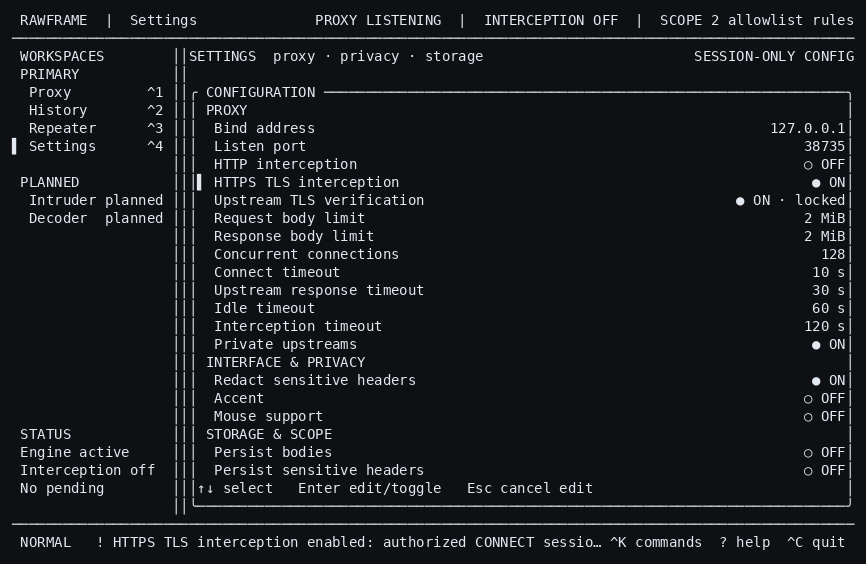 RAWFRAME | Settings PROXY LISTENING | INTERCEPTION OFF | SCOPE 2 allowlist rules
WORKSPACES SETTINGS proxy · privacy · storage SESSION-ONLY CONFIG
PRIMARY
Proxy ^1 CONFIGURATION
History ^2 PROXY
Repeater ^3 Bind address 127.0.0.1
Settings ^4 Listen port 38735
HTTP interception ○ OFF
PLANNED HTTPS TLS interception ● ON
Intruder planned Upstream TLS verification ● ON · locked
Decoder planned Request body limit 2 MiB
Response body limit 2 MiB
Concurrent connections 128
Connect timeout 10 s
Upstream response timeout 30 s
Idle timeout 60 s
Interception timeout 120 s
Private upstreams ● ON
INTERFACE & PRIVACY
Redact sensitive headers ● ON
Accent ○ OFF
Mouse support ○ OFF
STATUS STORAGE & SCOPE
Engine active Persist bodies ○ OFF
Interception off Persist sensitive headers ○ OFF
No pending ↑↓ select Enter edit/toggle Esc cancel edit
NORMAL ! HTTPS TLS interception enabled: authorized CONNECT sessio… ^K commands ? help ^C quit